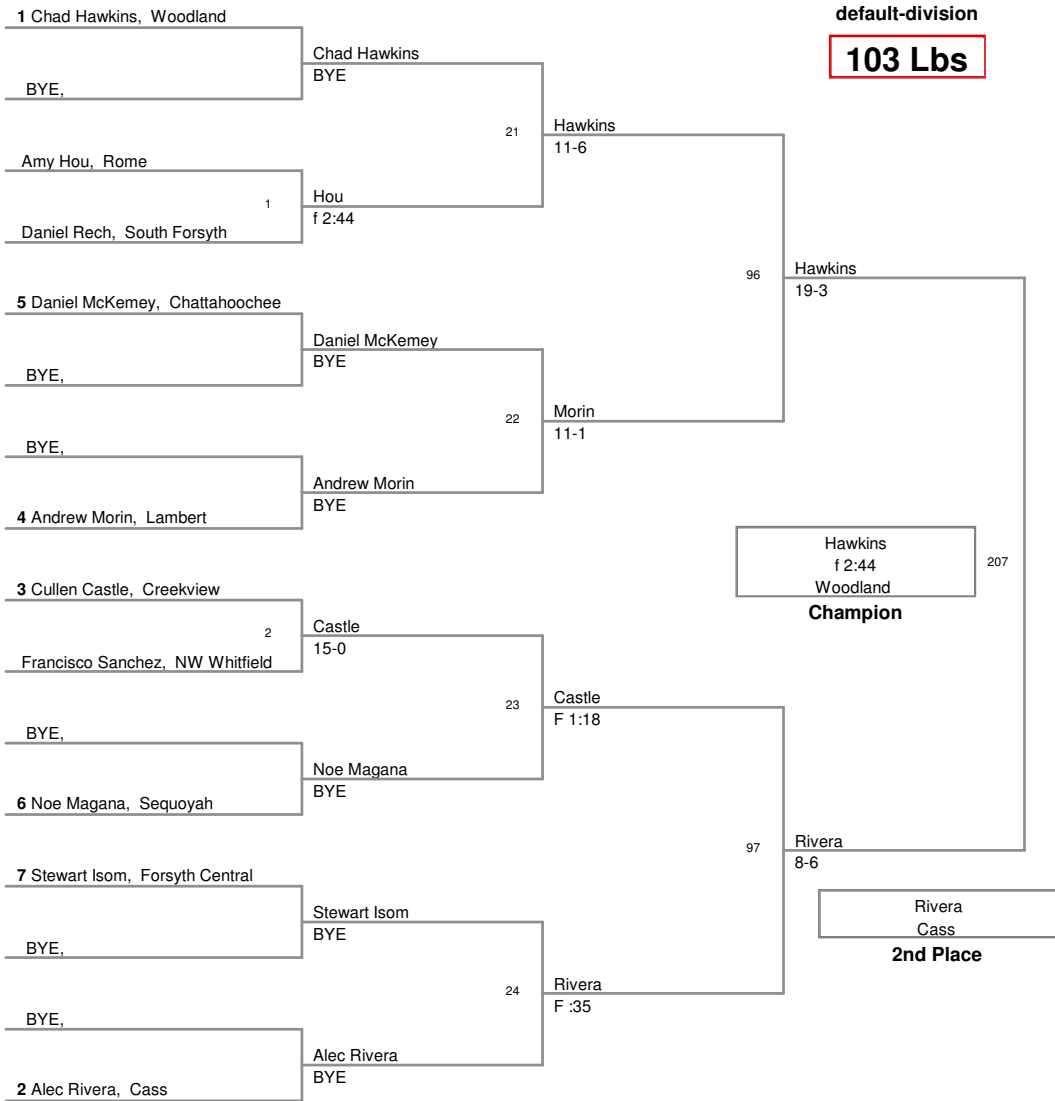 default-division
103 Lbs
1 Chad Hawkins, Woodland
BYE,
Amy Hou, Rome
1
Daniel Rech, South Forsyth
5 Daniel McKemey, Chattahoochee
BYE,
BYE,
4 Andrew Morin, Lambert
3 Cullen Castle, Creekview
2
Francisco Sanchez, NW Whitfield
BYE,
6 Noe Magana, Sequoyah
7 Stewart Isom, Forsyth Central
BYE,
BYE,
2 Alec Rivera, Cass
Chad Hawkins
BYE
21
Hou
f 2:44
Daniel McKemey
BYE
22
Andrew Morin
BYE
Castle
15-0
23
Noe Magana
BYE
Stewart Isom
BYE
24
Alec Rivera
BYE
Hawkins
11-6
96
Morin
11-1
Castle
F 1:18
97
Rivera
F :35
Hawkins
19-3
Rivera
8-6
207
Hawkins
f 2:44
Woodland
Champion
Rivera
Cass
2nd Place